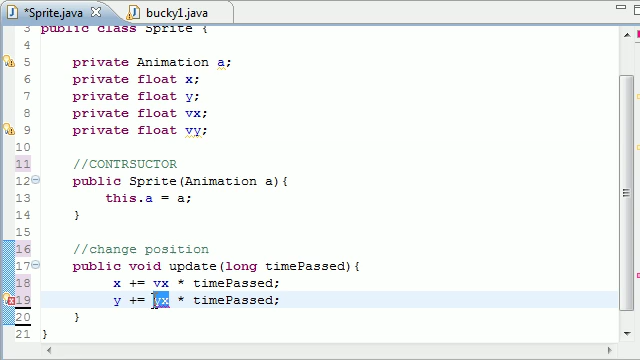 *Sprite.java
bucky1.java
3 public class Sprite {
4
5 private Animation a;
6 private float x;
7 private float y;
8 private float vx;
9 private float vy;
10
11 //CONTRSUCTOR
12 public Sprite(Animation a){
13 this.a = a;
14 }
15
16 //change position
17 public void update(long timePassed){
18 x += vx * timePassed;
19 y += yx * timePassed;
20 }
21 }